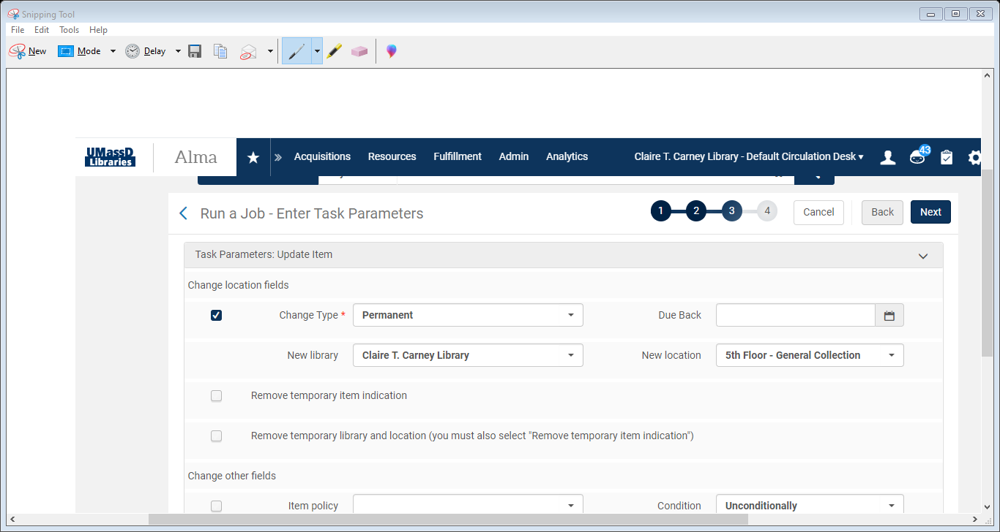 Snipping Tool
File Edit Tools Help
New Mode Delay
UMassD Libraries Alma Acquisitions Resources Fulfillment Admin Analytics Claire T. Carney Library - Default Circulation Desk 43
Run a Job - Enter Task Parameters 1 2 3 4 Cancel Back Next
Task Parameters: Update Item
Change location fields
Change Type * Permanent Due Back
New library Claire T. Carney Library New location 5th Floor - General Collection
Remove temporary item indication
Remove temporary library and location (you must also select "Remove temporary item indication")
Change other fields
Item policy Condition Unconditionally